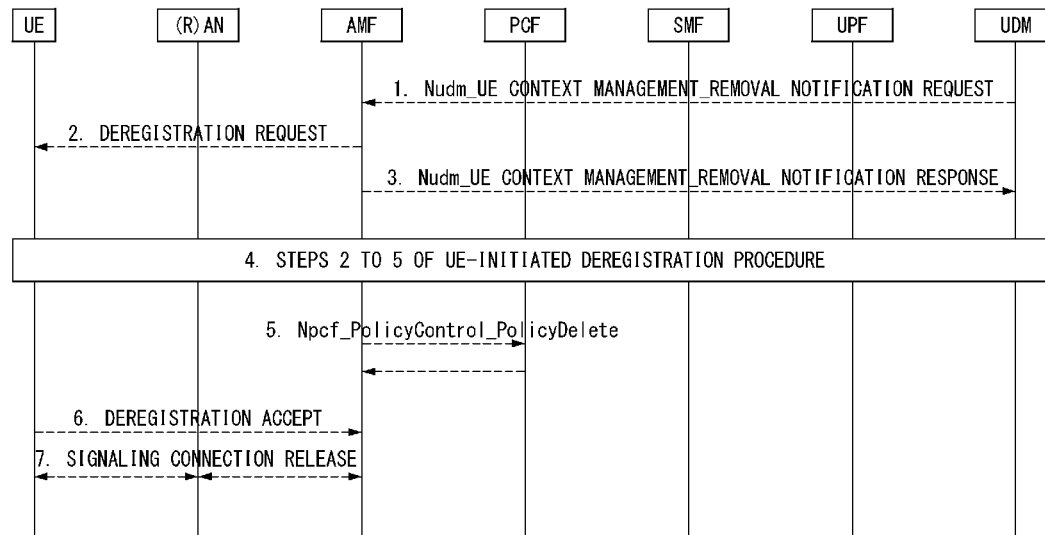 UE (R)AN AMF PCF SMF UPF UDM
1. Nudm_UE CONTEXT MANAGEMENT_REMOVAL NOTIFICATION REQUEST
2. DEREGISTRATION REQUEST
3. Nudm_UE CONTEXT MANAGEMENT_REMOVAL NOTIFICATION RESPONSE
4. STEPS 2 TO 5 OF UE-INITIATED DEREGISTRATION PROCEDURE
5. Npcf_PolicyControl_PolicyDelete
6. DEREGISTRATION ACCEPT
7. SIGNALING CONNECTION RELEASE